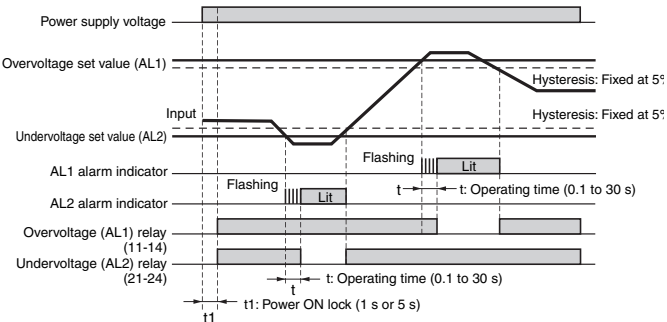 Power supply voltage
Overvoltage set value (AL1)
Hysteresis: Fixed at 5%
Input
Hysteresis: Fixed at 5%
Undervoltage set value (AL2)
Flashing
Lit
AL1 alarm indicator
t
t: Operating time (0.1 to 30 s)
Flashing
Lit
AL2 alarm indicator
Overvoltage (AL1) relay
(11-14)
Undervoltage (AL2) relay
(21-24)
t: Operating time (0.1 to 30 s)
t
t1: Power ON lock (1 s or 5 s)
t1